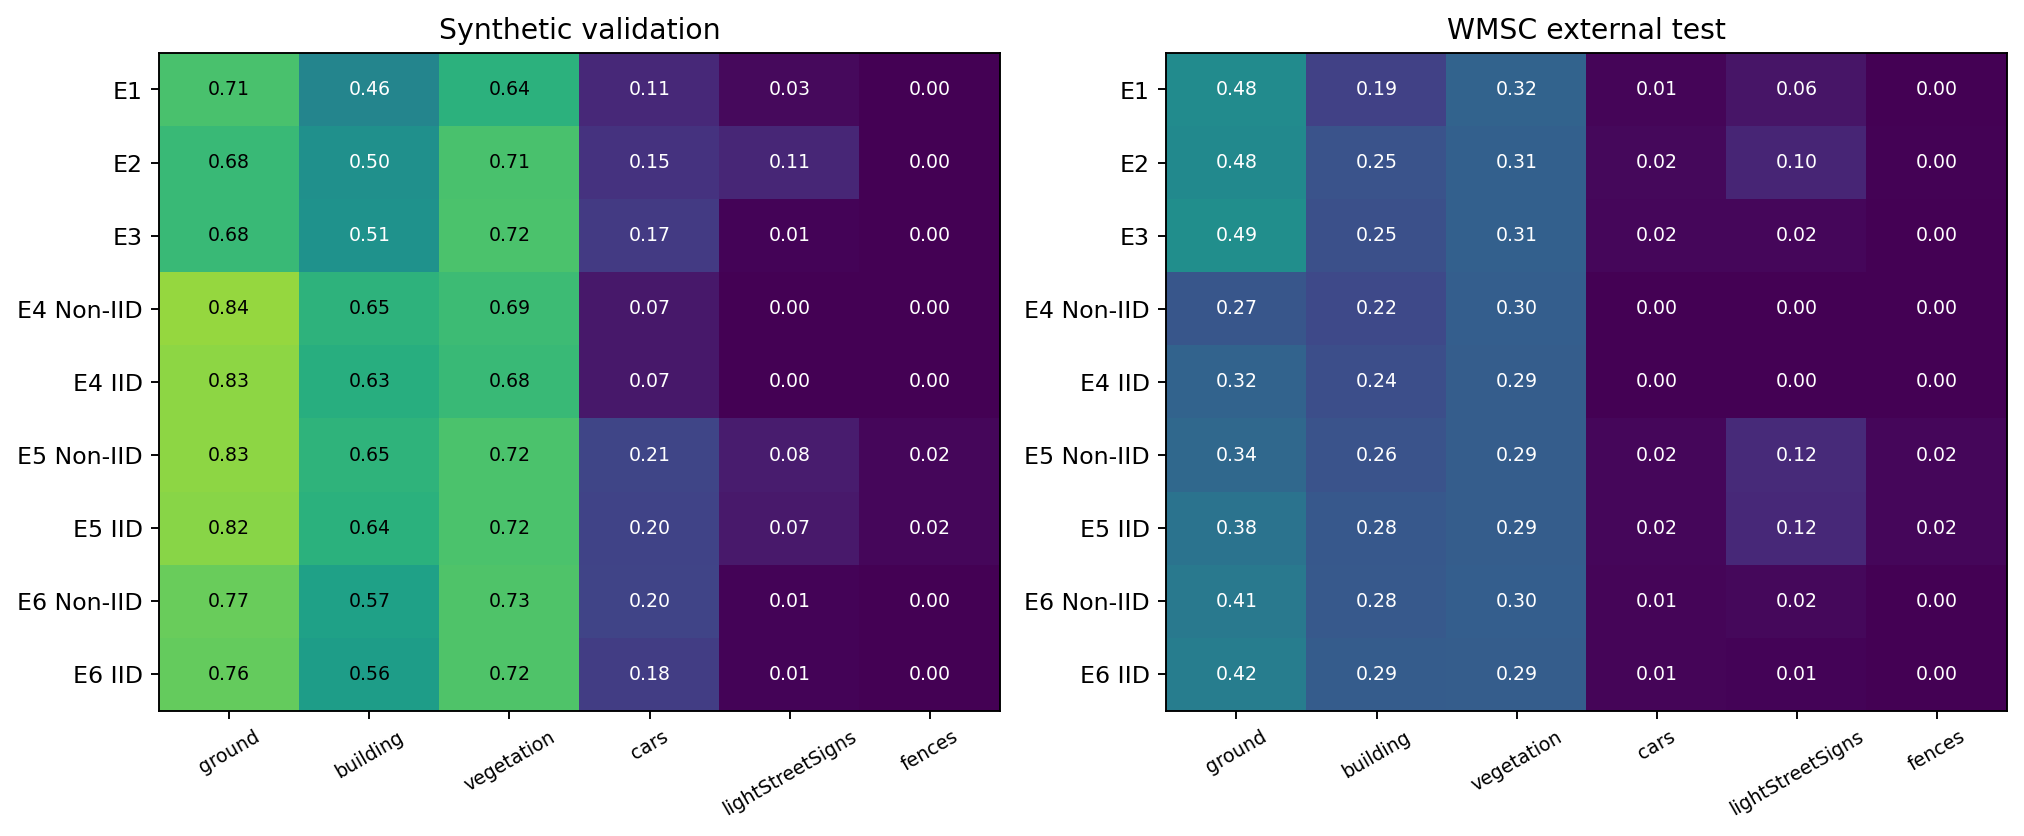 Synthetic validation
E1 0.71 0.46 0.64 0.11 0.03 0.00
E2 0.68 0.50 0.71 0.15 0.11 0.00
E3 0.68 0.51 0.72 0.17 0.01 0.00
E4 Non-IID 0.84 0.65 0.69 0.07 0.00 0.00
E4 IID 0.83 0.63 0.68 0.07 0.00 0.00
E5 Non-IID 0.83 0.65 0.72 0.21 0.08 0.02
E5 IID 0.82 0.64 0.72 0.20 0.07 0.02
E6 Non-IID 0.77 0.57 0.73 0.20 0.01 0.00
E6 IID 0.76 0.56 0.72 0.18 0.01 0.00
ground building vegetation cars lightStreetSigns fences
WMSC external test
E1 0.48 0.19 0.32 0.01 0.06 0.00
E2 0.48 0.25 0.31 0.02 0.10 0.00
E3 0.49 0.25 0.31 0.02 0.02 0.00
E4 Non-IID 0.27 0.22 0.30 0.00 0.00 0.00
E4 IID 0.32 0.24 0.29 0.00 0.00 0.00
E5 Non-IID 0.34 0.26 0.29 0.02 0.12 0.02
E5 IID 0.38 0.28 0.29 0.02 0.12 0.02
E6 Non-IID 0.41 0.28 0.30 0.01 0.02 0.00
E6 IID 0.42 0.29 0.29 0.01 0.01 0.00
ground building vegetation cars lightStreetSigns fences